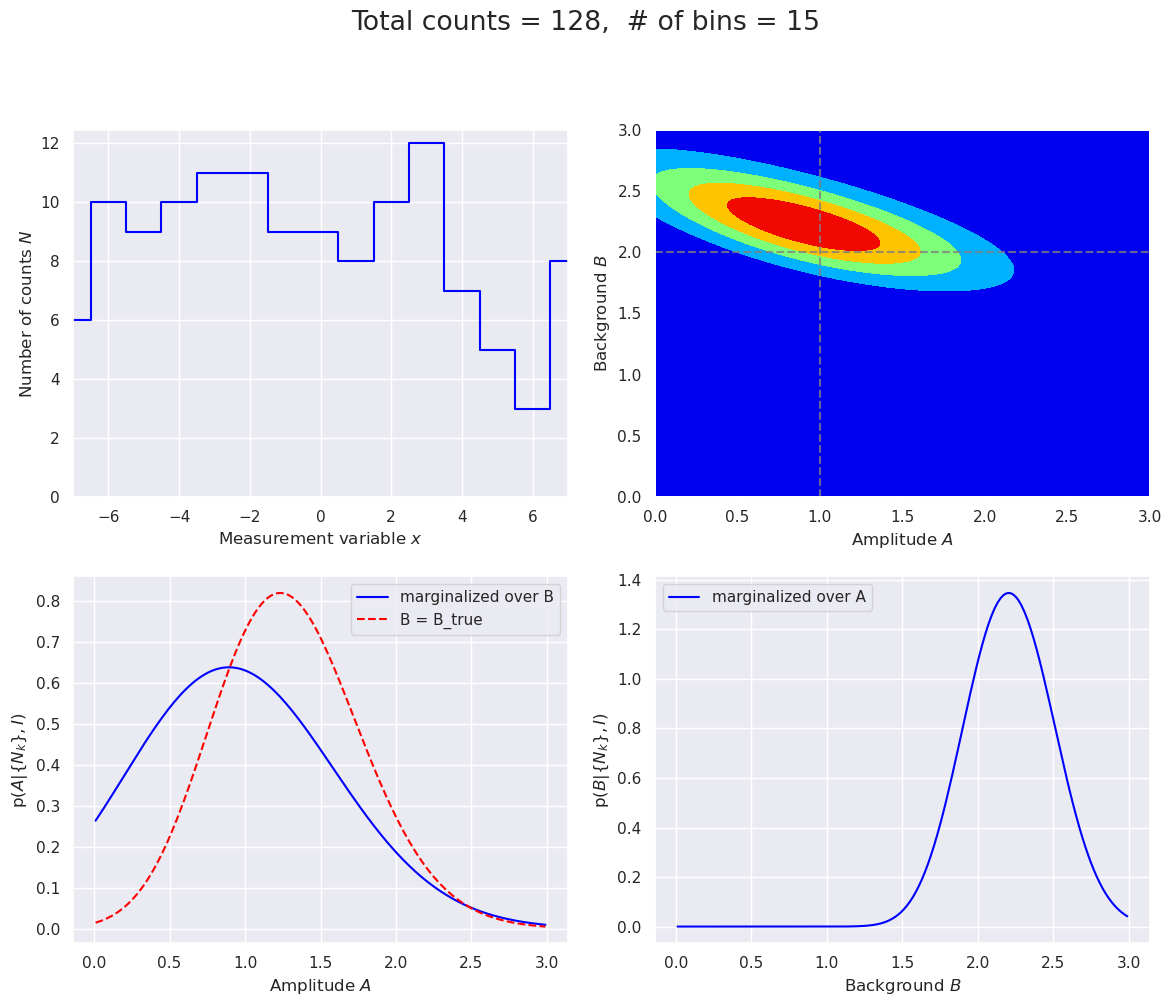 Total counts = 128,  # of bins = 15
12
10
8
6
4
2
0
Number of counts N
−6 −4 −2 0 2 4 6
Measurement variable x
3.0
2.5
2.0
1.5
1.0
0.5
0.0
Background B
0.0 0.5 1.0 1.5 2.0 2.5 3.0
Amplitude A
marginalized over B
B = B_true
0.8
0.7
0.6
0.5
0.4
0.3
0.2
0.1
0.0
p(A|{N_k}, I)
0.0 0.5 1.0 1.5 2.0 2.5 3.0
Amplitude A
marginalized over A
1.4
1.2
1.0
0.8
0.6
0.4
0.2
0.0
p(B|{N_k}, I)
0.0 0.5 1.0 1.5 2.0 2.5 3.0
Background B